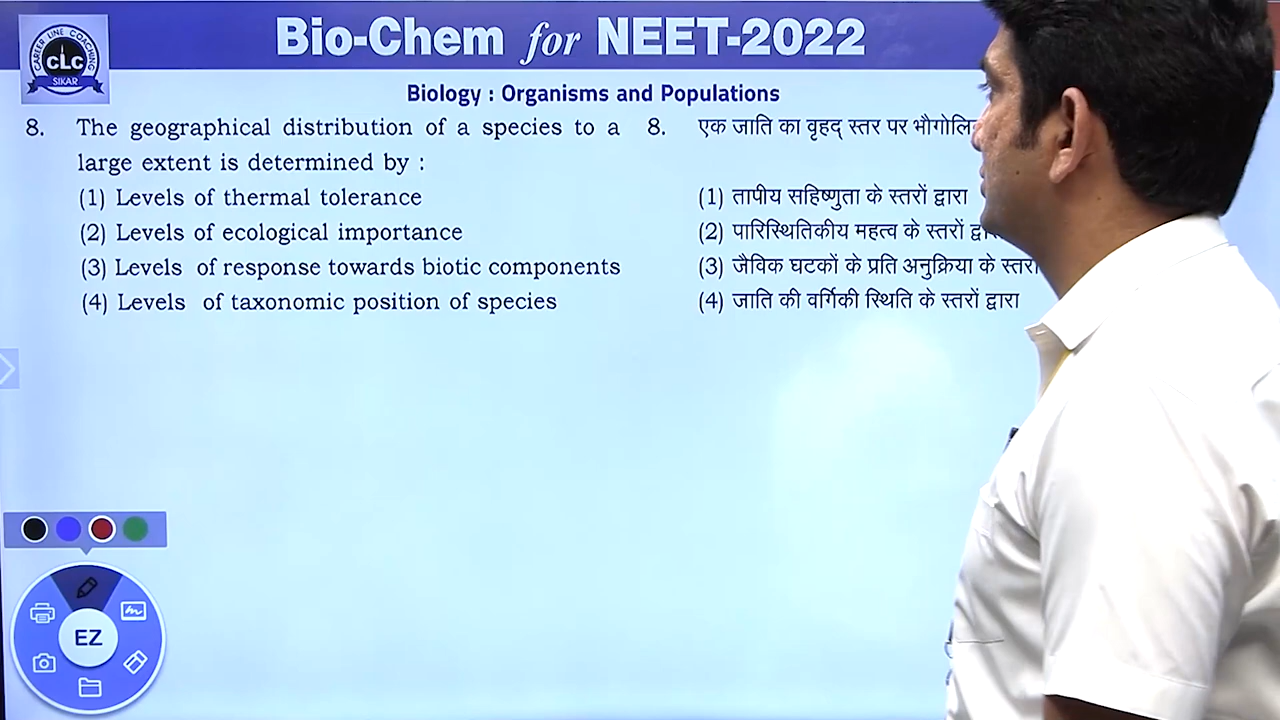 CAREER LINE COACHING
CLC
SIKAR
Bio-Chem for NEET-2022
Biology : Organisms and Populations
8. The geographical distribution of a species to a
large extent is determined by :
(1) Levels of thermal tolerance
(2) Levels of ecological importance
(3) Levels of response towards biotic components
(4) Levels of taxonomic position of species
8. एक जाति का वृहद् स्तर पर
(1) तापीय सहिष्णुता के स्तरों द्वारा
(2) पारिस्थितिकीय महत्व के स्तरों
(3) जैविक घटकों के प्रति अनुक्रिया के
(4) जाति की वर्गिकी स्थिति के स्तरों द्वारा
EZ